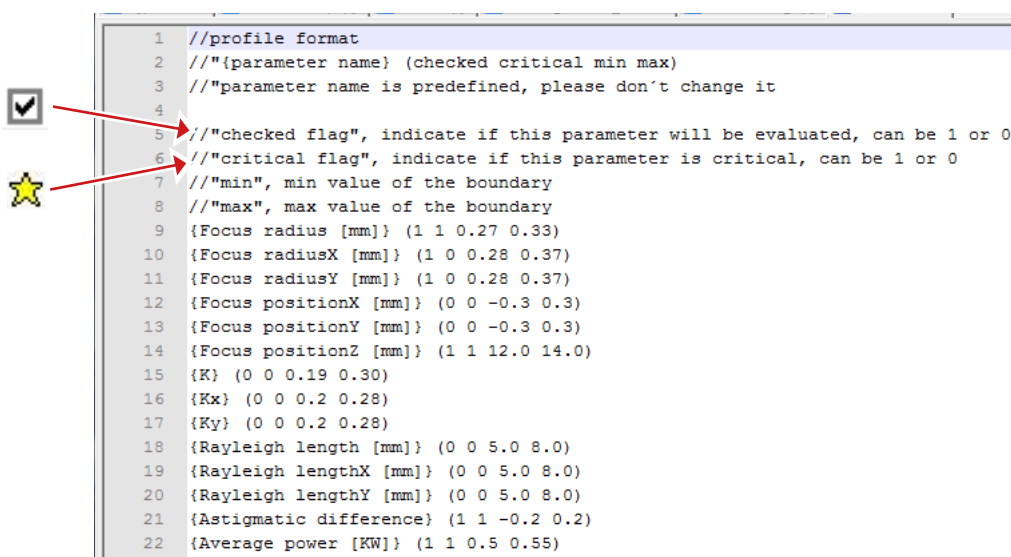 1 //profile format
2 //"{parameter name} (checked critical min max)
3 //"parameter name is predefined, please don´t change it
4
5 //"checked flag", indicate if this parameter will be evaluated, can be 1 or 0
6 //"critical flag", indicate if this parameter is critical, can be 1 or 0
7 //"min", min value of the boundary
8 //"max", max value of the boundary
9 {Focus radius [mm]} (1 1 0.27 0.33)
10 {Focus radiusX [mm]} (1 0 0.28 0.37)
11 {Focus radiusY [mm]} (1 0 0.28 0.37)
12 {Focus positionX [mm]} (0 0 -0.3 0.3)
13 {Focus positionY [mm]} (0 0 -0.3 0.3)
14 {Focus positionZ [mm]} (1 1 12.0 14.0)
15 {K} (0 0 0.19 0.30)
16 {Kx} (0 0 0.2 0.28)
17 {Ky} (0 0 0.2 0.28)
18 {Rayleigh length [mm]} (0 0 5.0 8.0)
19 {Rayleigh lengthX [mm]} (0 0 5.0 8.0)
20 {Rayleigh lengthY [mm]} (0 0 5.0 8.0)
21 {Astigmatic difference} (1 1 -0.2 0.2)
22 {Average power [KW]} (1 1 0.5 0.55)